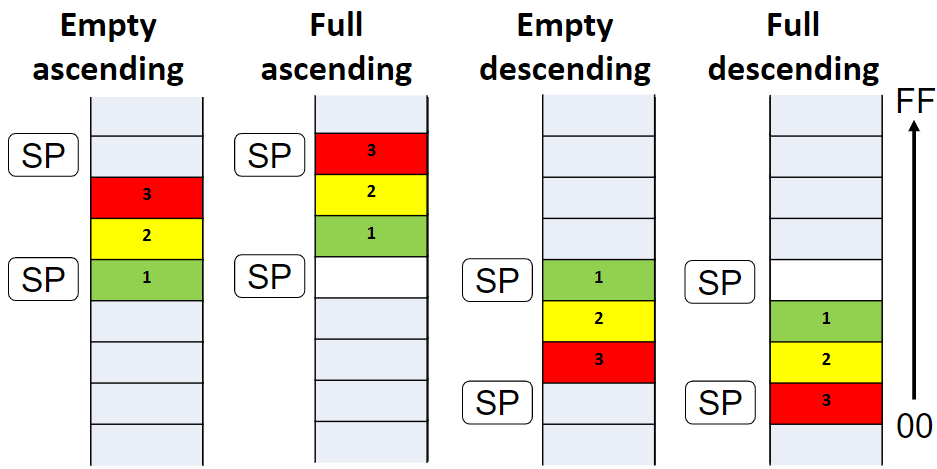 Empty
ascending
Full
ascending
Empty
descending
Full
descending
FF
SP
3
2
1
SP
SP
3
2
1
SP
SP
1
2
3
SP
SP
1
2
3
SP
00